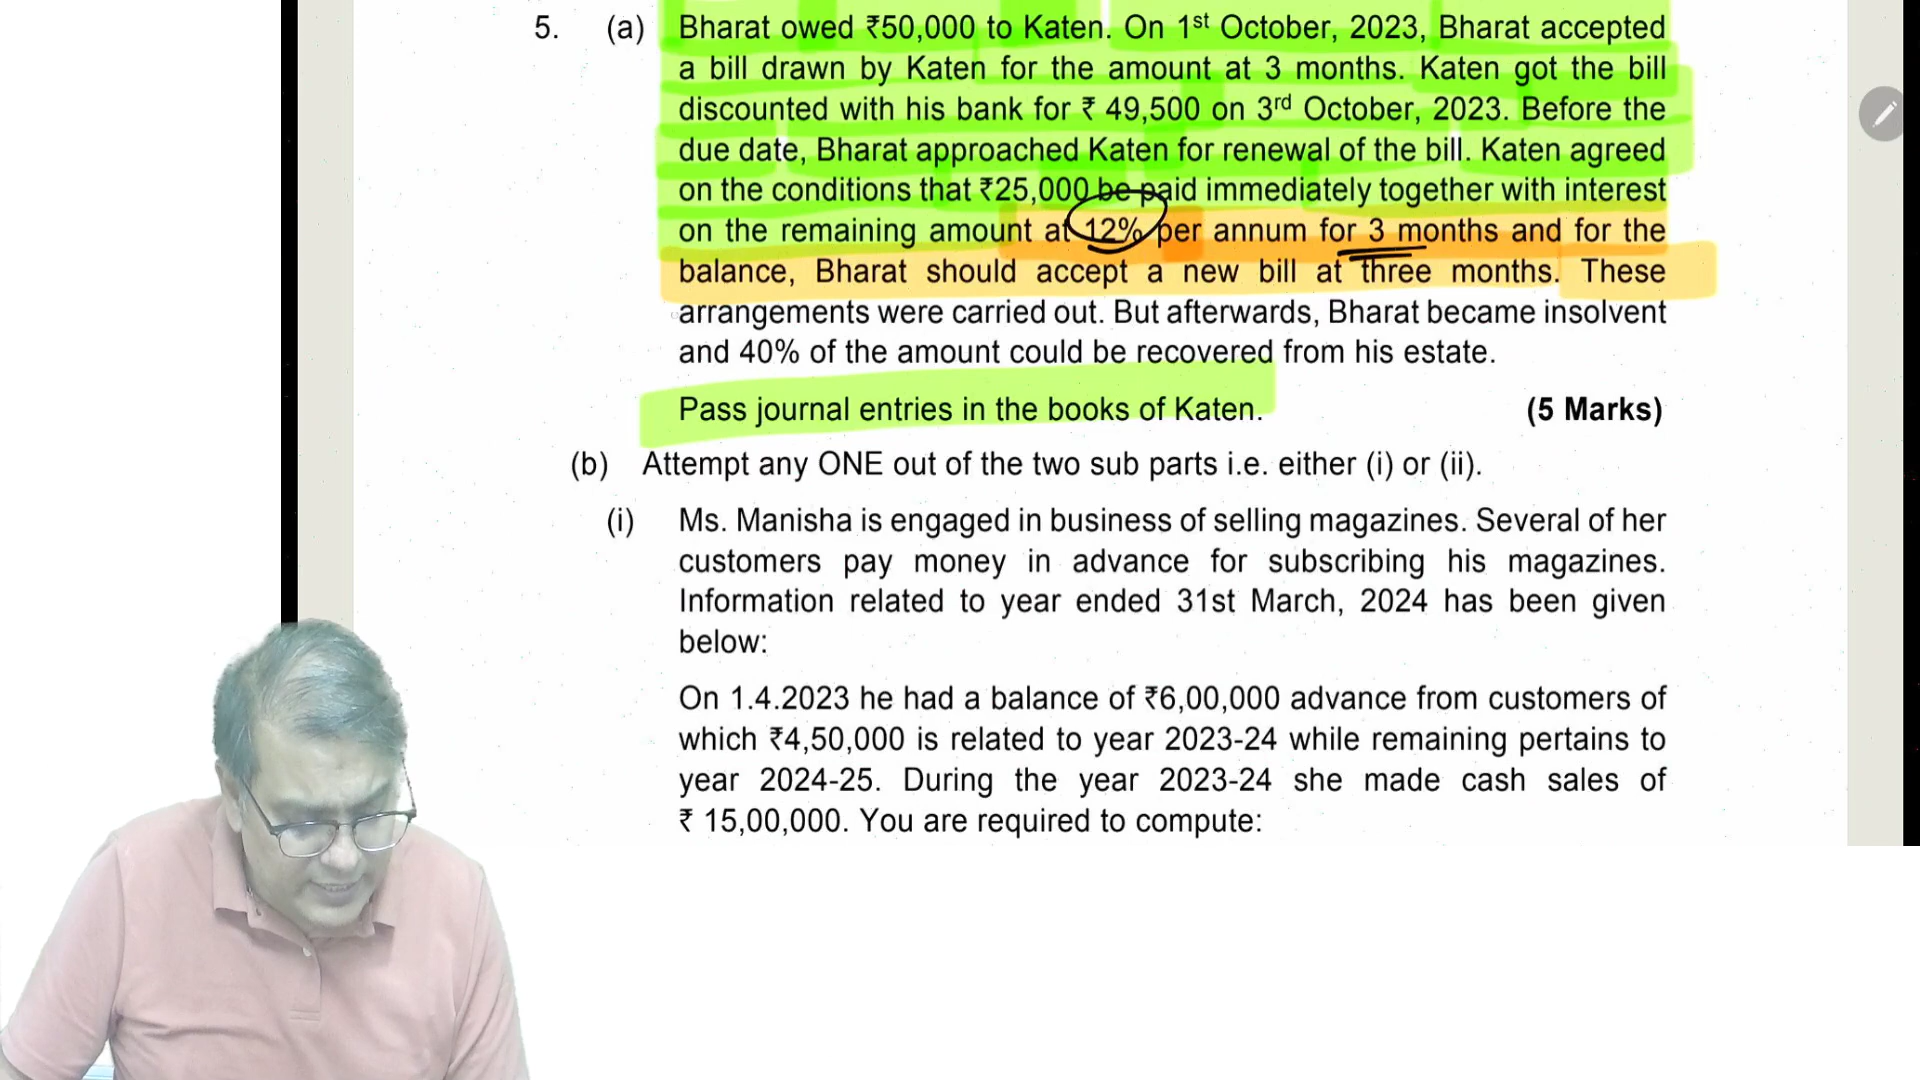 5. (a) Bharat owed ₹50,000 to Katen. On 1st October, 2023, Bharat accepted
a bill drawn by Katen for the amount at 3 months. Katen got the bill
discounted with his bank for ₹ 49,500 on 3rd October, 2023. Before the
due date, Bharat approached Katen for renewal of the bill. Katen agreed
on the conditions that ₹25,000 be paid immediately together with interest
on the remaining amount at 12% per annum for 3 months and for the
balance, Bharat should accept a new bill at three months. These
arrangements were carried out. But afterwards, Bharat became insolvent
and 40% of the amount could be recovered from his estate.
Pass journal entries in the books of Katen. (5 Marks)
(b) Attempt any ONE out of the two sub parts i.e. either (i) or (ii).
(i) Ms. Manisha is engaged in business of selling magazines. Several of her
customers pay money in advance for subscribing his magazines.
Information related to year ended 31st March, 2024 has been given
below:
On 1.4.2023 he had a balance of ₹6,00,000 advance from customers of
which ₹4,50,000 is related to year 2023-24 while remaining pertains to
year 2024-25. During the year 2023-24 she made cash sales of
₹ 15,00,000. You are required to compute: